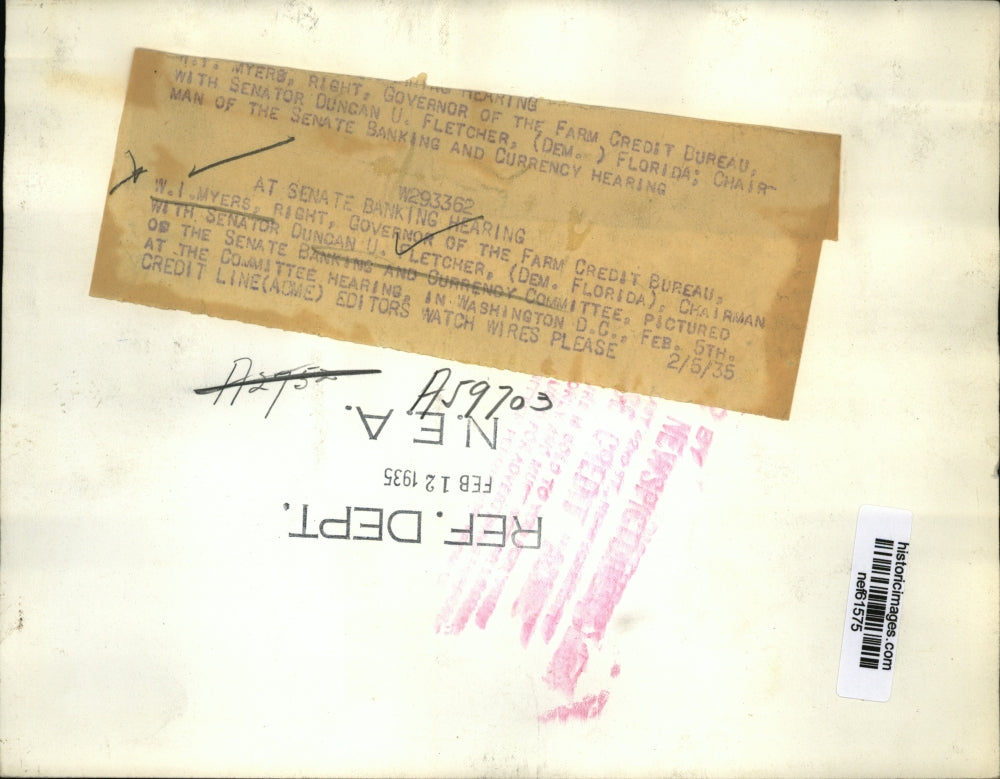 W.I. MYERS, RIGHT, GOVERNOR OF THE FARM CREDIT BUREAU,
WITH SENATOR DUNCAN U. FLETCHER, (DEM. ) FLORIDA; CHAIR-
MAN OF THE SENATE BANKING AND CURRENCY HEARING
W293362
AT SENATE BANKING HEARING
W.I.MYERS, RIGHT, GOVERNOR OF THE FARM CREDIT BUREAU,
WITH SENATOR DUNCAN U. FLETCHER, (DEM. FLORIDA), CHAIRMAN
OF THE SENATE BANKING AND CURRENCY COMMITTEE, PICTURED
AT THE COMMITTEE HEARING, IN WASHINGTON D.C., FEB. 5TH.
CREDIT LINE(ACME) EDITORS WATCH WIRES PLEASE
2/5/35
A59703
N.E.A.
FEB 12 1935
REF. DEPT.
BY
CREDIT
historicimages.com
nef61575